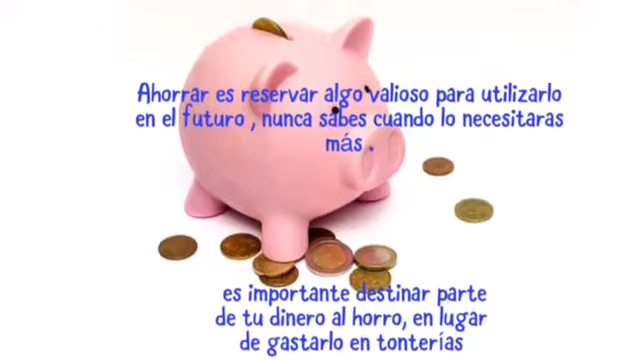 Ahorrar es reservar algo valioso para utilizarlo
en el futuro , nunca sabes cuando lo necesitaras
más .
es importante destinar parte
de tu dinero al horro, en lugar
de gastarlo en tonterías